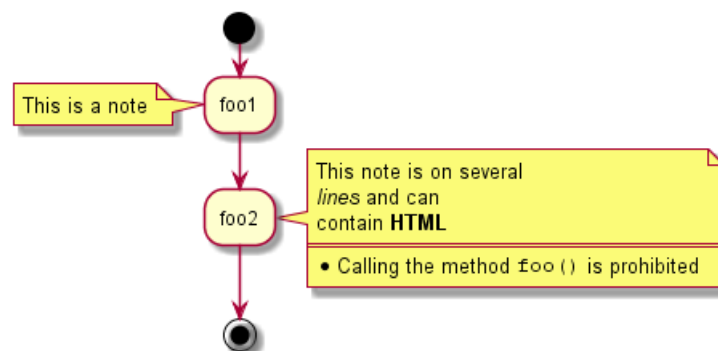 This is a note
foo1
foo2
This note is on several
lines and can
contain HTML
• Calling the method foo() is prohibited